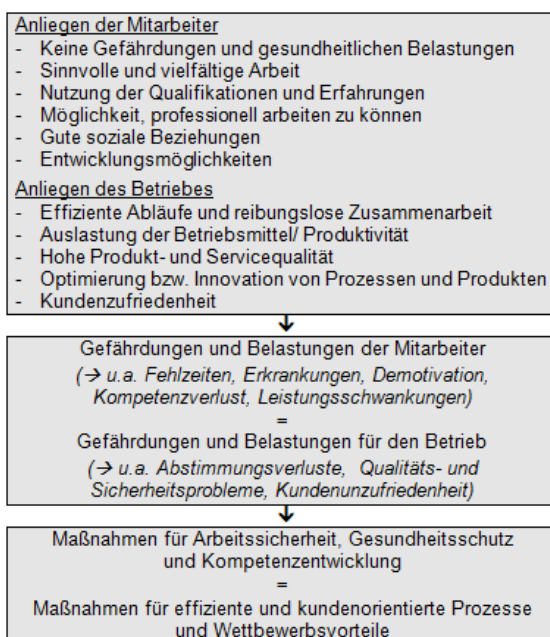 Anliegen der Mitarbeiter
- Keine Gefährdungen und gesundheitlichen Belastungen
- Sinnvolle und vielfältige Arbeit
- Nutzung der Qualifikationen und Erfahrungen
- Möglichkeit, professionell arbeiten zu können
- Gute soziale Beziehungen
- Entwicklungsmöglichkeiten
Anliegen des Betriebes
- Effiziente Abläufe und reibungslose Zusammenarbeit
- Auslastung der Betriebsmittel/ Produktivität
- Hohe Produkt- und Servicequalität
- Optimierung bzw. Innovation von Prozessen und Produkten
- Kundenzufriedenheit
Gefährdungen und Belastungen der Mitarbeiter
(→ u.a. Fehlzeiten, Erkrankungen, Demotivation,
Kompetenzverlust, Leistungsschwankungen)
=
Gefährdungen und Belastungen für den Betrieb
(→ u.a. Abstimmungsverluste, Qualitäts- und
Sicherheitsprobleme, Kundenunzufriedenheit)
Maßnahmen für Arbeitssicherheit, Gesundheitsschutz
und Kompetenzentwicklung
=
Maßnahmen für effiziente und kundenorientierte Prozesse
und Wettbewerbsvorteile